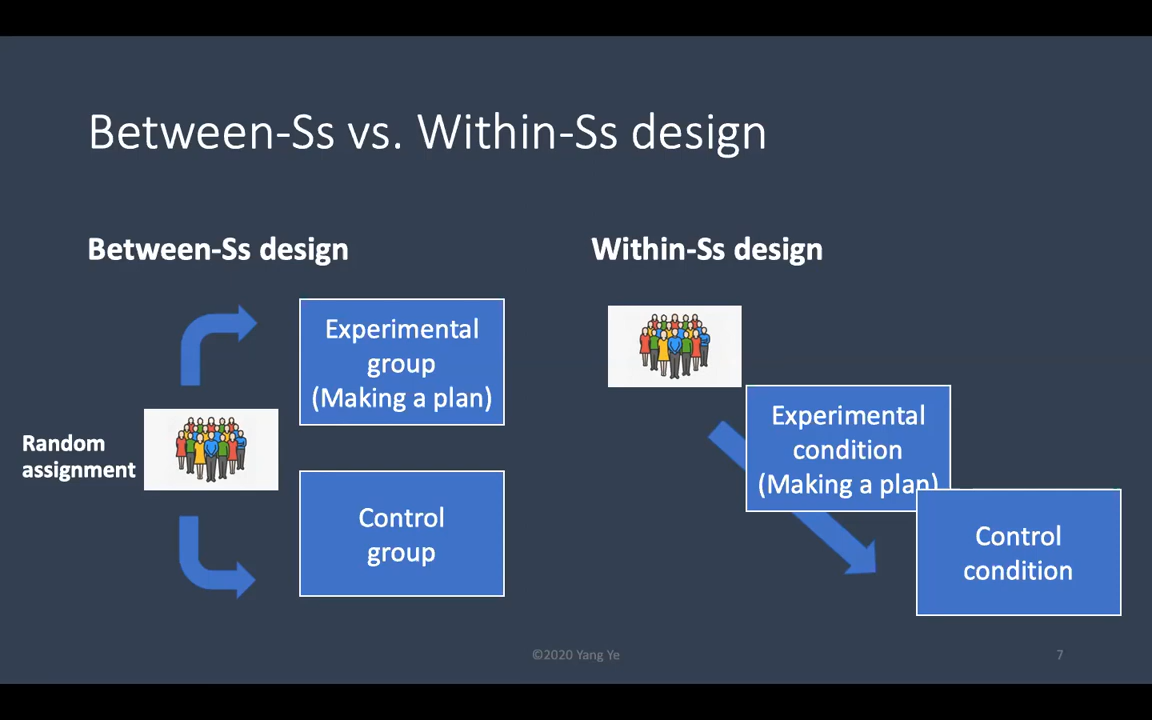 Between-Ss vs. Within-Ss design
Between-Ss design
Experimental
group
(Making a plan)
Random
assignment
Control
group
Within-Ss design
Experimental
condition
(Making a plan)
Control
condition
©2020 Yang Ye
7